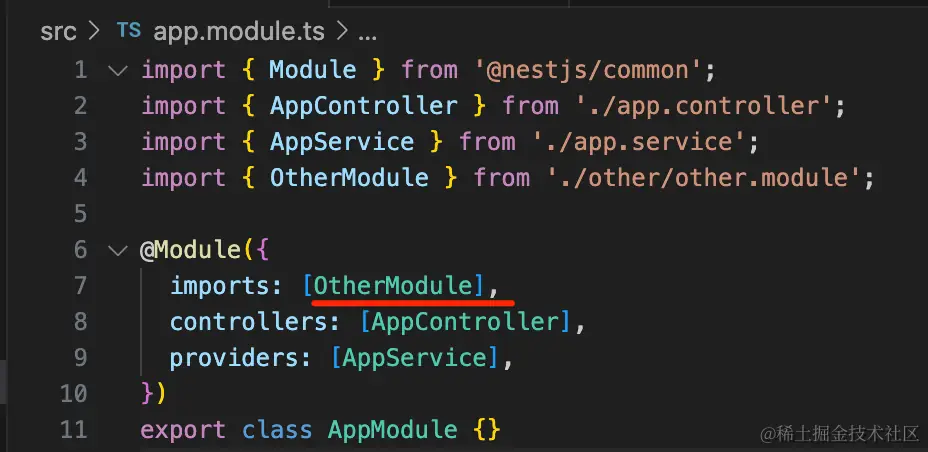 src > TS app.module.ts > ...
1 import { Module } from '@nestjs/common';
2 import { AppController } from './app.controller';
3 import { AppService } from './app.service';
4 import { OtherModule } from './other/other.module';
5
6 @Module({
7 imports: [OtherModule],
8 controllers: [AppController],
9 providers: [AppService],
10 })
11 export class AppModule {}
@稀土掘金技术社区